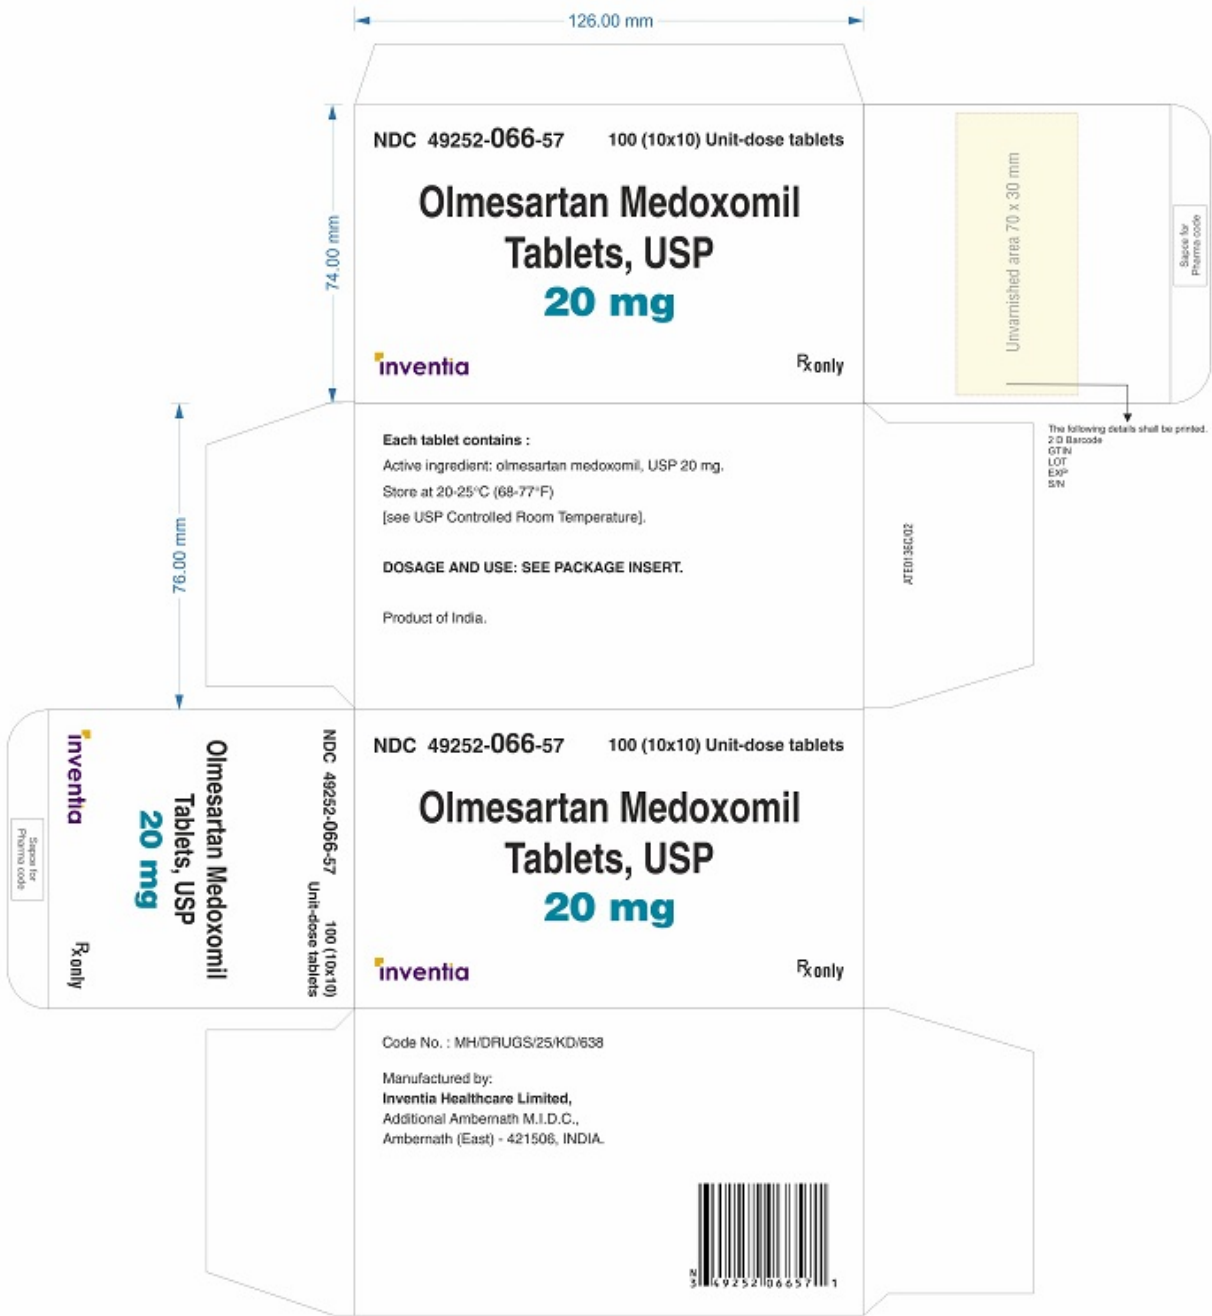 126.00 mm
NDC 49252-066-57 100 (10x10) Unit-dose tablets
Olmesartan Medoxomil
Tablets, USP
20 mg
inventia
Rx only
74.00 mm
Unvarnished area 70 x 30 mm
Sapce for
Pharma code
The following details shall be printed.
2 D Barcode
GTIN
LOT
EXP
S/N
76.00 mm
Each tablet contains :
Active ingredient: olmesartan medoxomil, USP 20 mg.
Store at 20-25°C (68-77°F)
[see USP Controlled Room Temperature].
DOSAGE AND USE: SEE PACKAGE INSERT.
Product of India.
NDC 49252-066-57 100 (10x10)
Unit-dose tablets
Olmesartan Medoxomil
Tablets, USP
20 mg
inventia
Rx only
Sapce for
Pharma code
NDC 49252-066-57 100 (10x10) Unit-dose tablets
Olmesartan Medoxomil
Tablets, USP
20 mg
inventia
Rx only
Code No. : MH/DRUGS/25/KD/638
Manufactured by:
Inventia Healthcare Limited,
Additional Ambernath M.I.D.C.,
Ambernath (East) - 421506, INDIA.
N
3 49252 06657 1